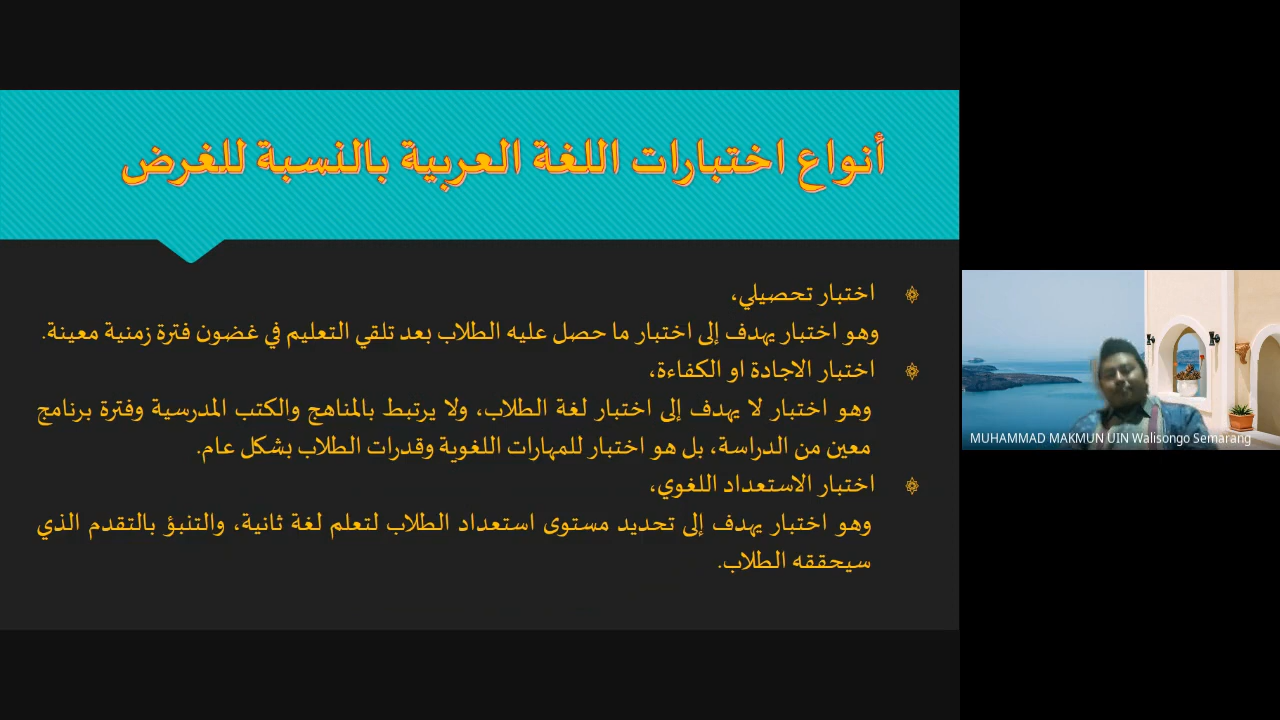 أنواع اختبارات اللغة العربية بالنسبة للغرض
اختبار تحصيلي،
وهو اختبار يهدف إلى اختبار ما حصل عليه الطلاب بعد تلقي التعليم في غضون فترة زمنية معينة.
اختبار الاجادة او الكفاءة،
وهو اختبار لا يهدف إلى اختبار لغة الطلاب، ولا يرتبط بالمناهج والكتب المدرسية وفترة برنامج
معين من الدراسة، بل هو اختبار للمهارات اللغوية وقدرات الطلاب بشكل عام.
اختبار الاستعداد اللغوي،
وهو اختبار يهدف إلى تحديد مستوى استعداد الطلاب لتعلم لغة ثانية، والتنبؤ بالتقدم الذي
سيحققه الطلاب.
MUHAMMAD MAKMUN UIN Walisongo Semarang